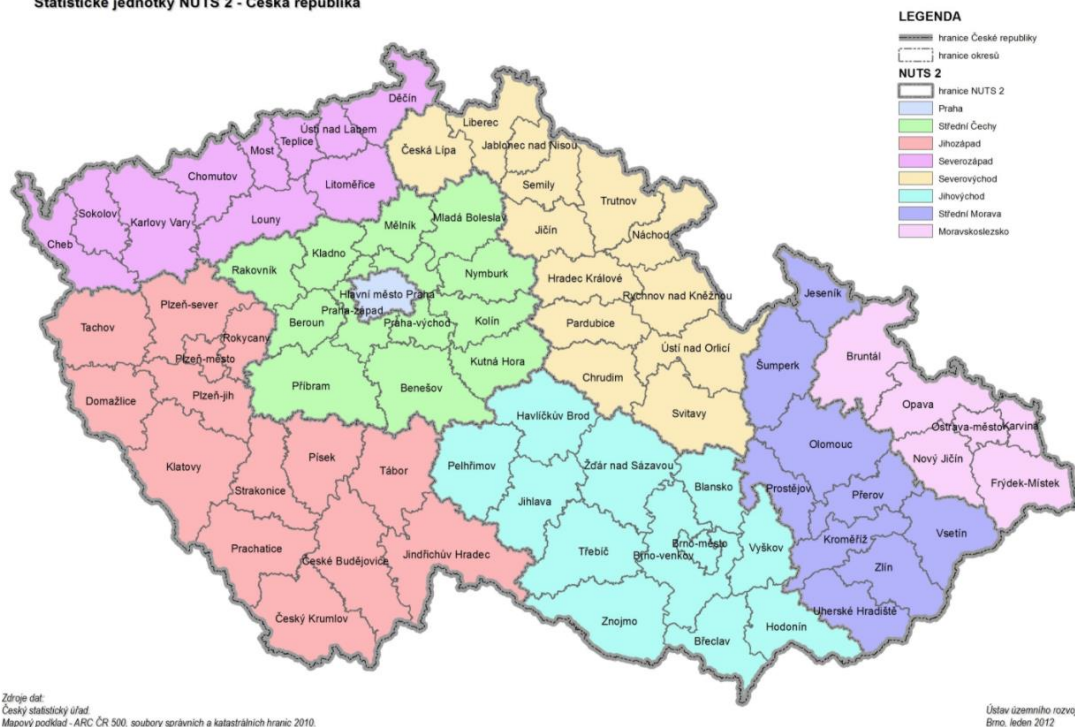 Statistické jednotky NUTS 2 - Česká republika
LEGENDA
hranice České republiky
hranice okresů
NUTS 2
hranice NUTS 2
Praha
Střední Čechy
Jihozápad
Severozápad
Severovýchod
Jihovýchod
Střední Morava
Moravskoslezsko
Děčín
Ústí nad Labem
Teplice
Most
Chomutov
Litoměřice
Louny
Sokolov
Karlovy Vary
Cheb
Liberec
Česká Lípa
Jablonec nad Nisou
Semily
Trutnov
Jičín
Náchod
Mladá Boleslav
Mělník
Kladno
Rakovník
Nymburk
Hradec Králové
Rychnov nad Kněžnou
Hlavní město Praha
Praha-západ
Praha-východ
Beroun
Kolín
Pardubice
Ústí nad Orlicí
Kutná Hora
Chrudim
Příbram
Benešov
Svitavy
Plzeň-sever
Tachov
Rokycany
Plzeň-město
Plzeň-jih
Domažlice
Klatovy
Písek
Tábor
Strakonice
Prachatice
České Budějovice
Jindřichův Hradec
Český Krumlov
Havlíčkův Brod
Pelhřimov
Žďár nad Sázavou
Jihlava
Blansko
Třebíč
Brno-město
Brno-venkov
Vyškov
Znojmo
Břeclav
Hodonín
Jeseník
Šumperk
Bruntál
Opava
Ostrava-město
Karviná
Nový Jičín
Frýdek-Místek
Olomouc
Prostějov
Přerov
Kroměříž
Vsetín
Zlín
Uherské Hradiště
Zdroje dat:
Český statistický úřad.
Mapový podklad - ARC ČR 500, soubory správních a katastrálních hranic 2010.
Ústav územního rozvoj
Brno, leden 2012